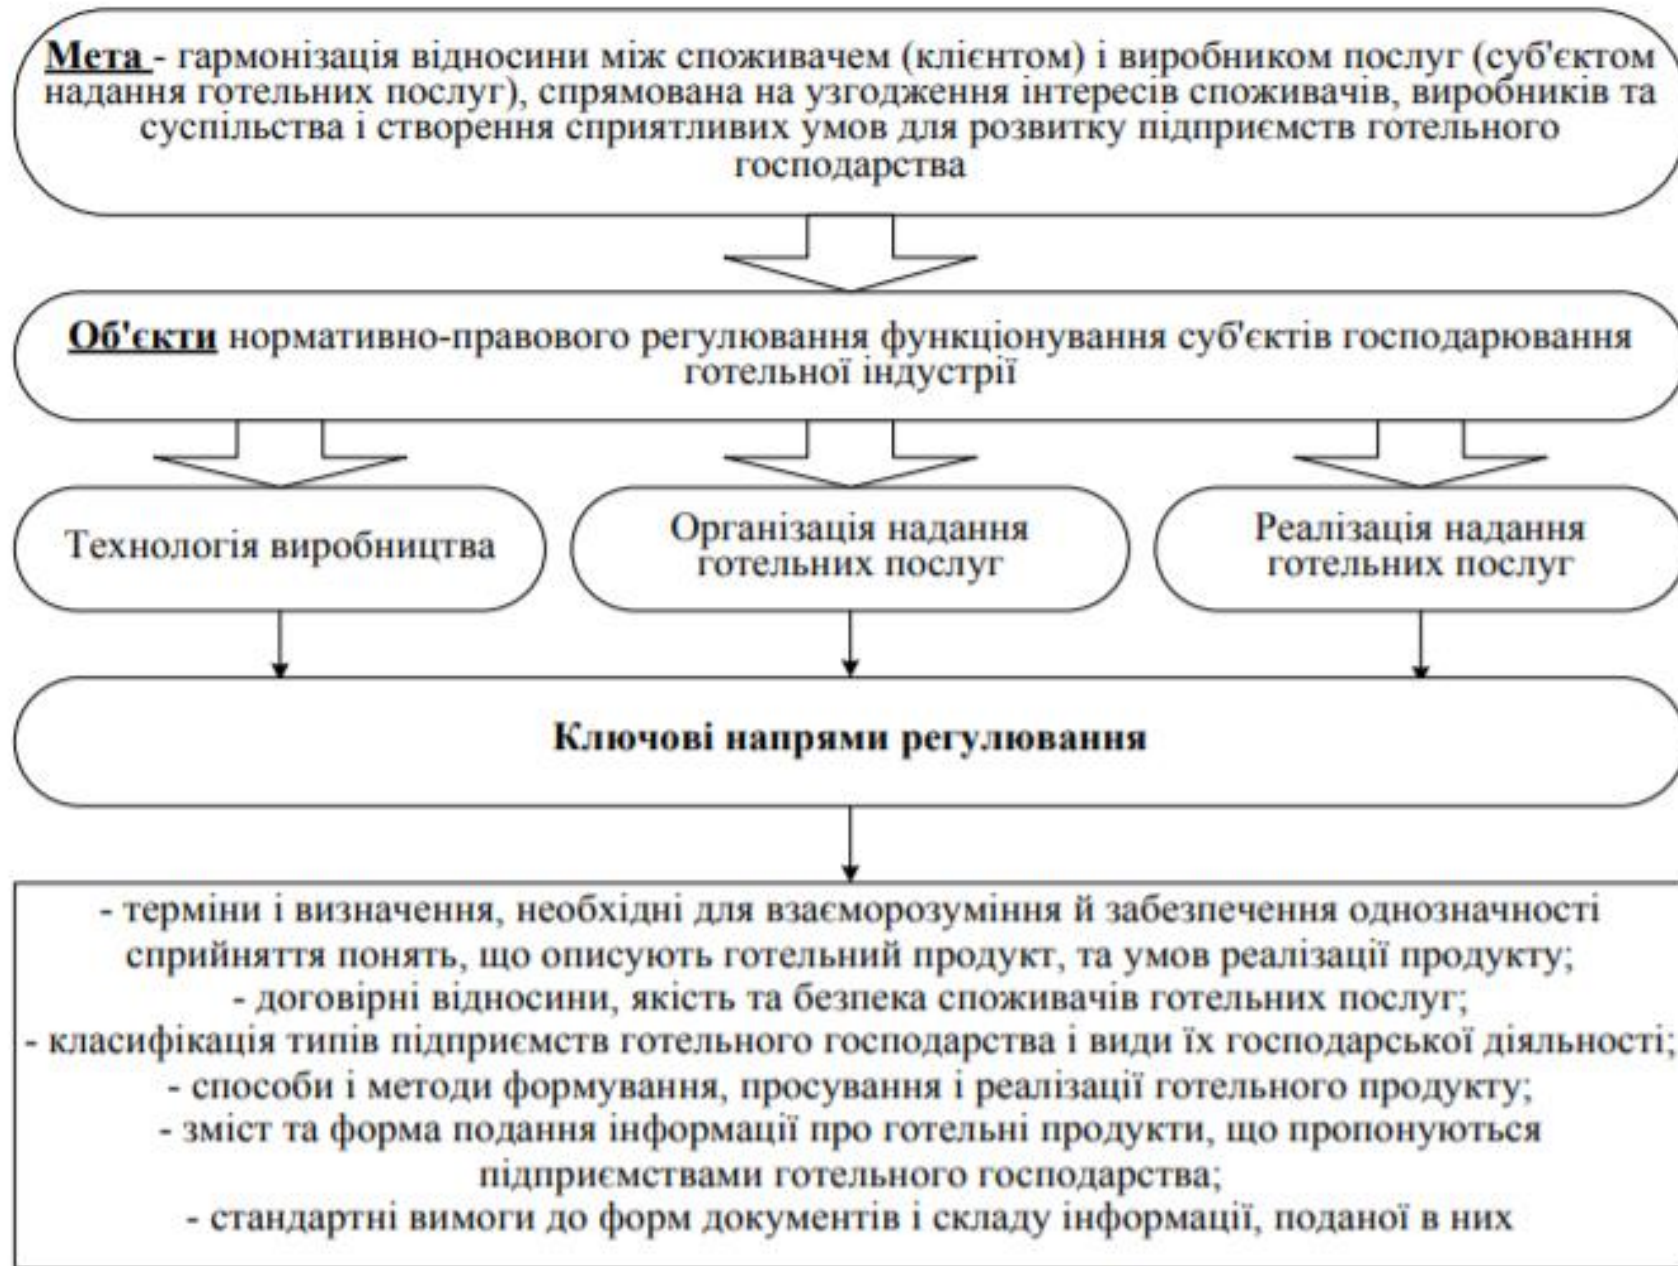 Мета - гармонізація відносини між споживачем (клієнтом) і виробником послуг (суб'єктом
надання готельних послуг), спрямована на узгодження інтересів споживачів, виробників та
суспільства і створення сприятливих умов для розвитку підприємств готельного
господарства
Об'єкти нормативно-правового регулювання функціонування суб'єктів господарювання
готельної індустрії
Технологія виробництва
Організація надання
готельних послуг
Реалізація надання
готельних послуг
Ключові напрями регулювання
- терміни і визначення, необхідні для взаєморозуміння й забезпечення однозначності
сприйняття понять, що описують готельний продукт, та умов реалізації продукту;
- договірні відносини, якість та безпека споживачів готельних послуг;
- класифікація типів підприємств готельного господарства і види їх господарської діяльності;
- способи і методи формування, просування і реалізації готельного продукту;
- зміст та форма подання інформації про готельні продукти, що пропонуються
підприємствами готельного господарства;
- стандартні вимоги до форм документів і складу інформації, поданої в них